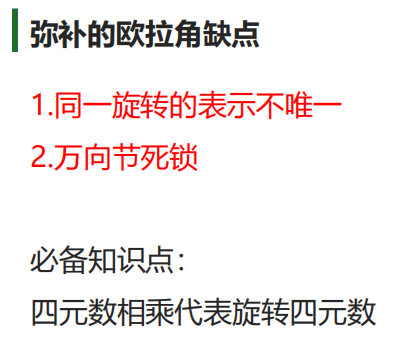 弥补的欧拉角缺点
1.同一旋转的表示不唯一
2.万向节死锁
必备知识点：
四元数相乘代表旋转四元数